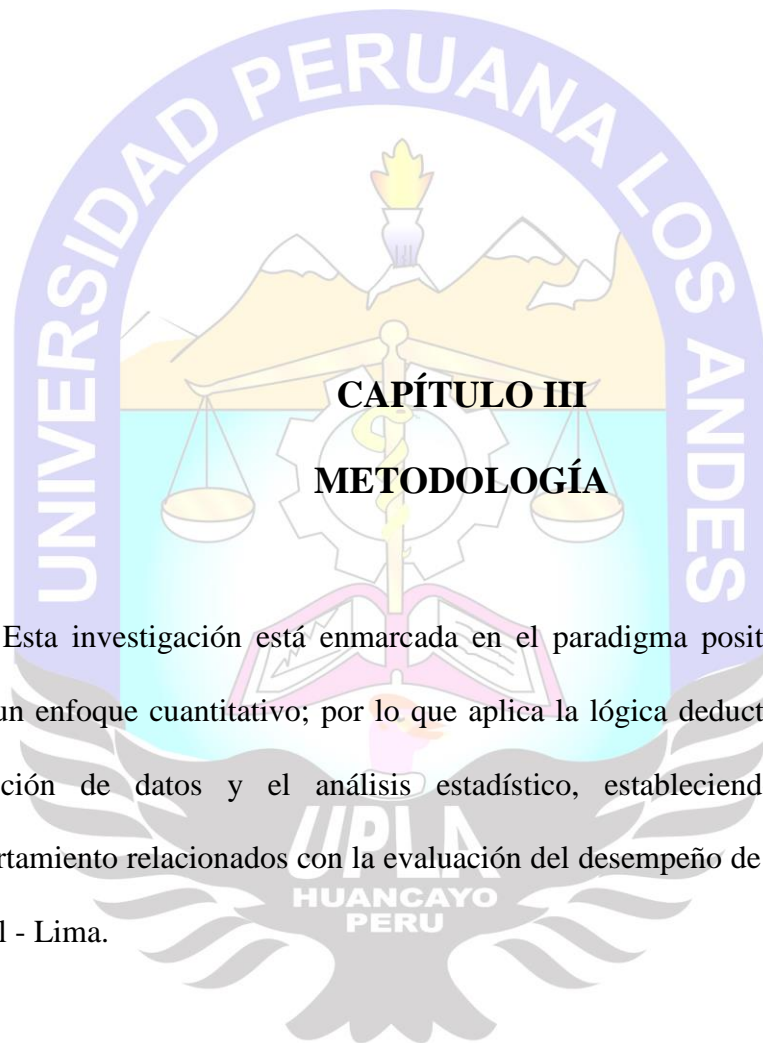 UNIVERSIDAD PERUANA LOS ANDES
CAPÍTULO III
METODOLOGÍA
Esta investigación está enmarcada en el paradigma posit
un enfoque cuantitativo; por lo que aplica la lógica deduct
ción de datos y el análisis estadístico, estableciend
rtamiento relacionados con la evaluación del desempeño de
l - Lima.
UPLA
HUANCAYO
PERU